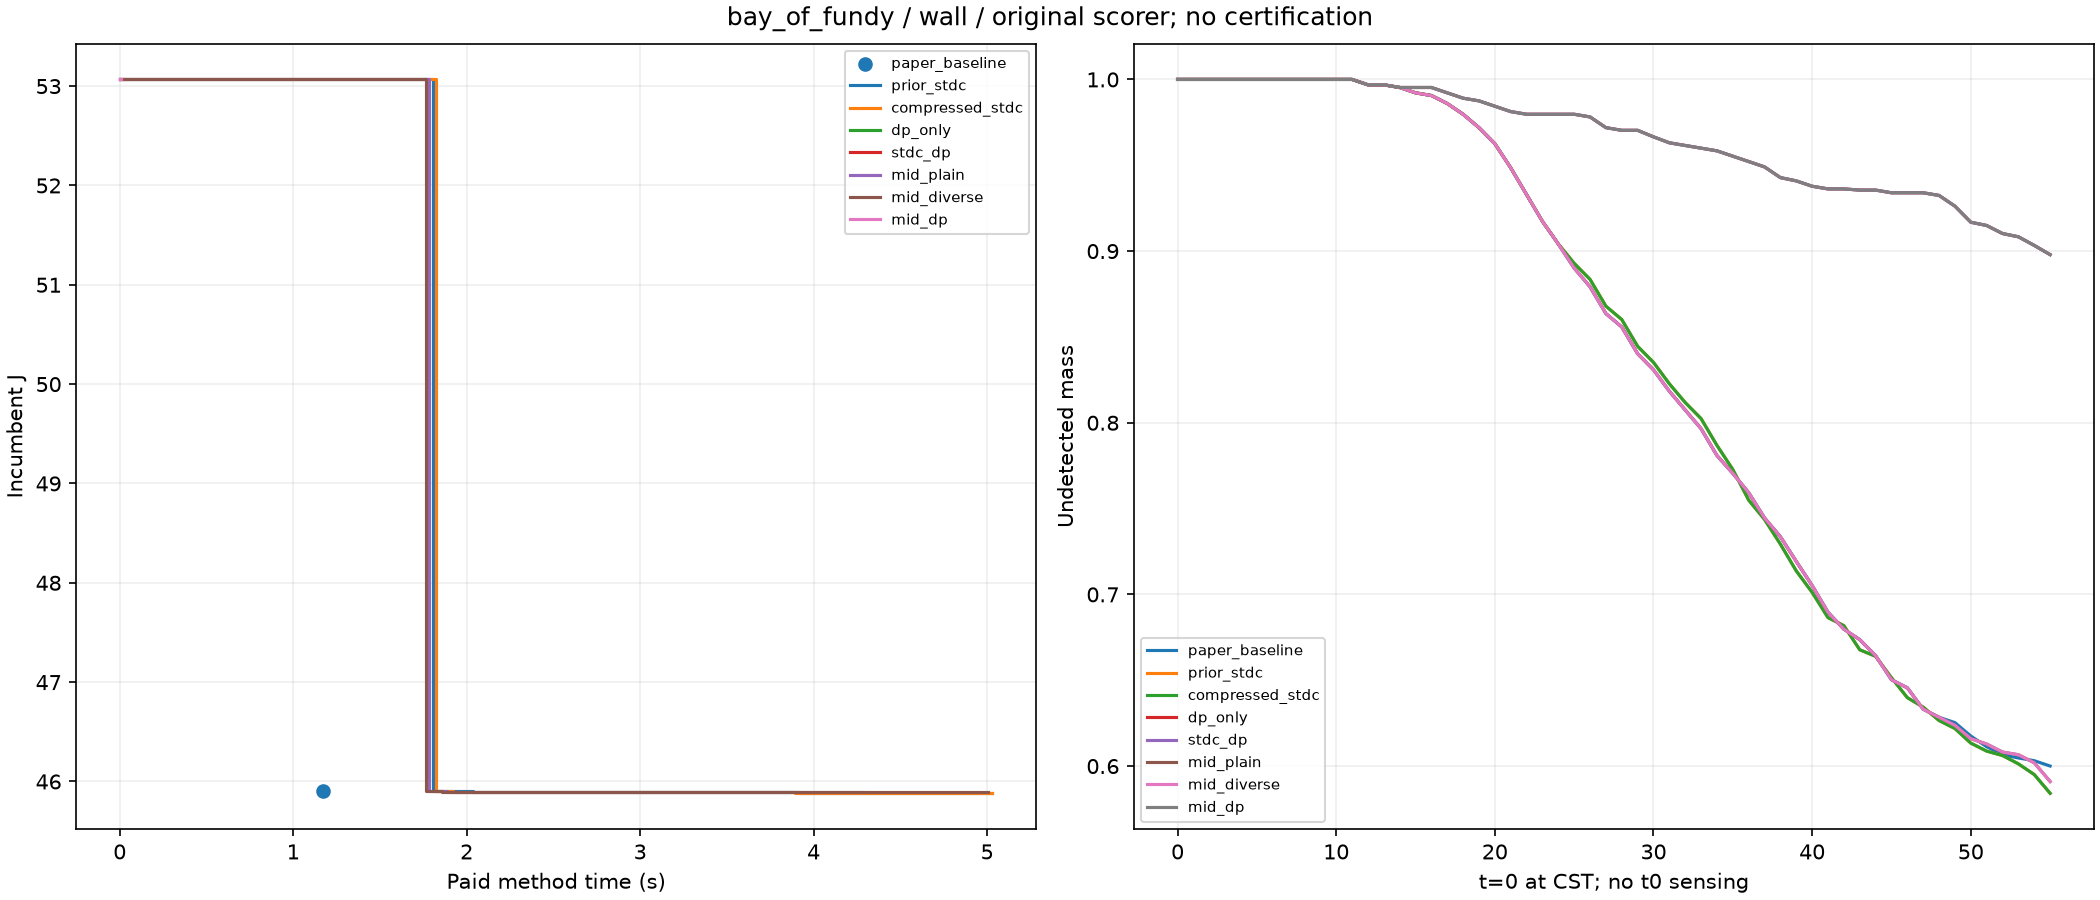 bay_of_fundy / wall / original scorer; no certification
Incumbent J
53
52
51
50
49
48
47
46
0
1
2
3
4
5
Paid method time (s)
paper_baseline
prior_stdc
compressed_stdc
dp_only
stdc_dp
mid_plain
mid_diverse
mid_dp
Undetected mass
1.0
0.9
0.8
0.7
0.6
0
10
20
30
40
50
t=0 at CST; no t0 sensing
paper_baseline
prior_stdc
compressed_stdc
dp_only
stdc_dp
mid_plain
mid_diverse
mid_dp